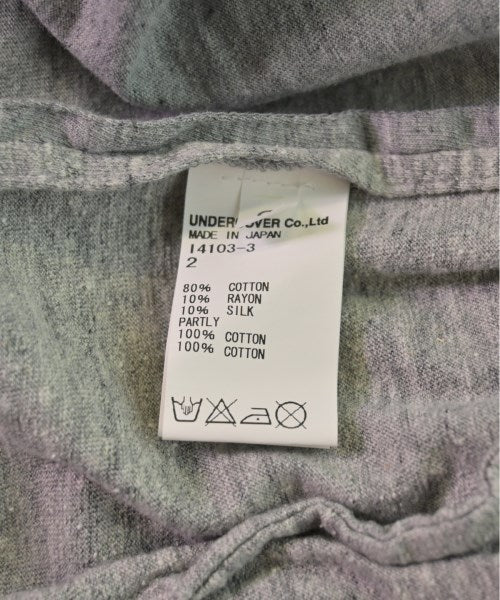 UNDERCOVER Co.,Ltd
MADE IN JAPAN
14103-3
2
80% COTTON
10% RAYON
10% SILK
PARTLY
100% COTTON
100% COTTON